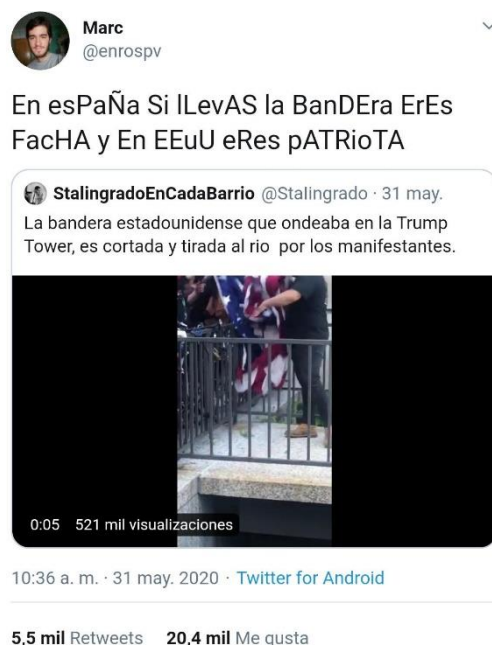 Marc
@enrospv
En esPaÑa Si lLevAS la BanDEra ErEs
FacHA y En EEuU eRes pATRioTA
StalingradoEnCadaBarrio @Stalingrado · 31 may.
La bandera estadounidense que ondeaba en la Trump
Tower, es cortada y tirada al rio por los manifestantes.
0:05 521 mil visualizaciones
10:36 a. m. · 31 may. 2020 · Twitter for Android
5,5 mil Retweets 20,4 mil Me gusta